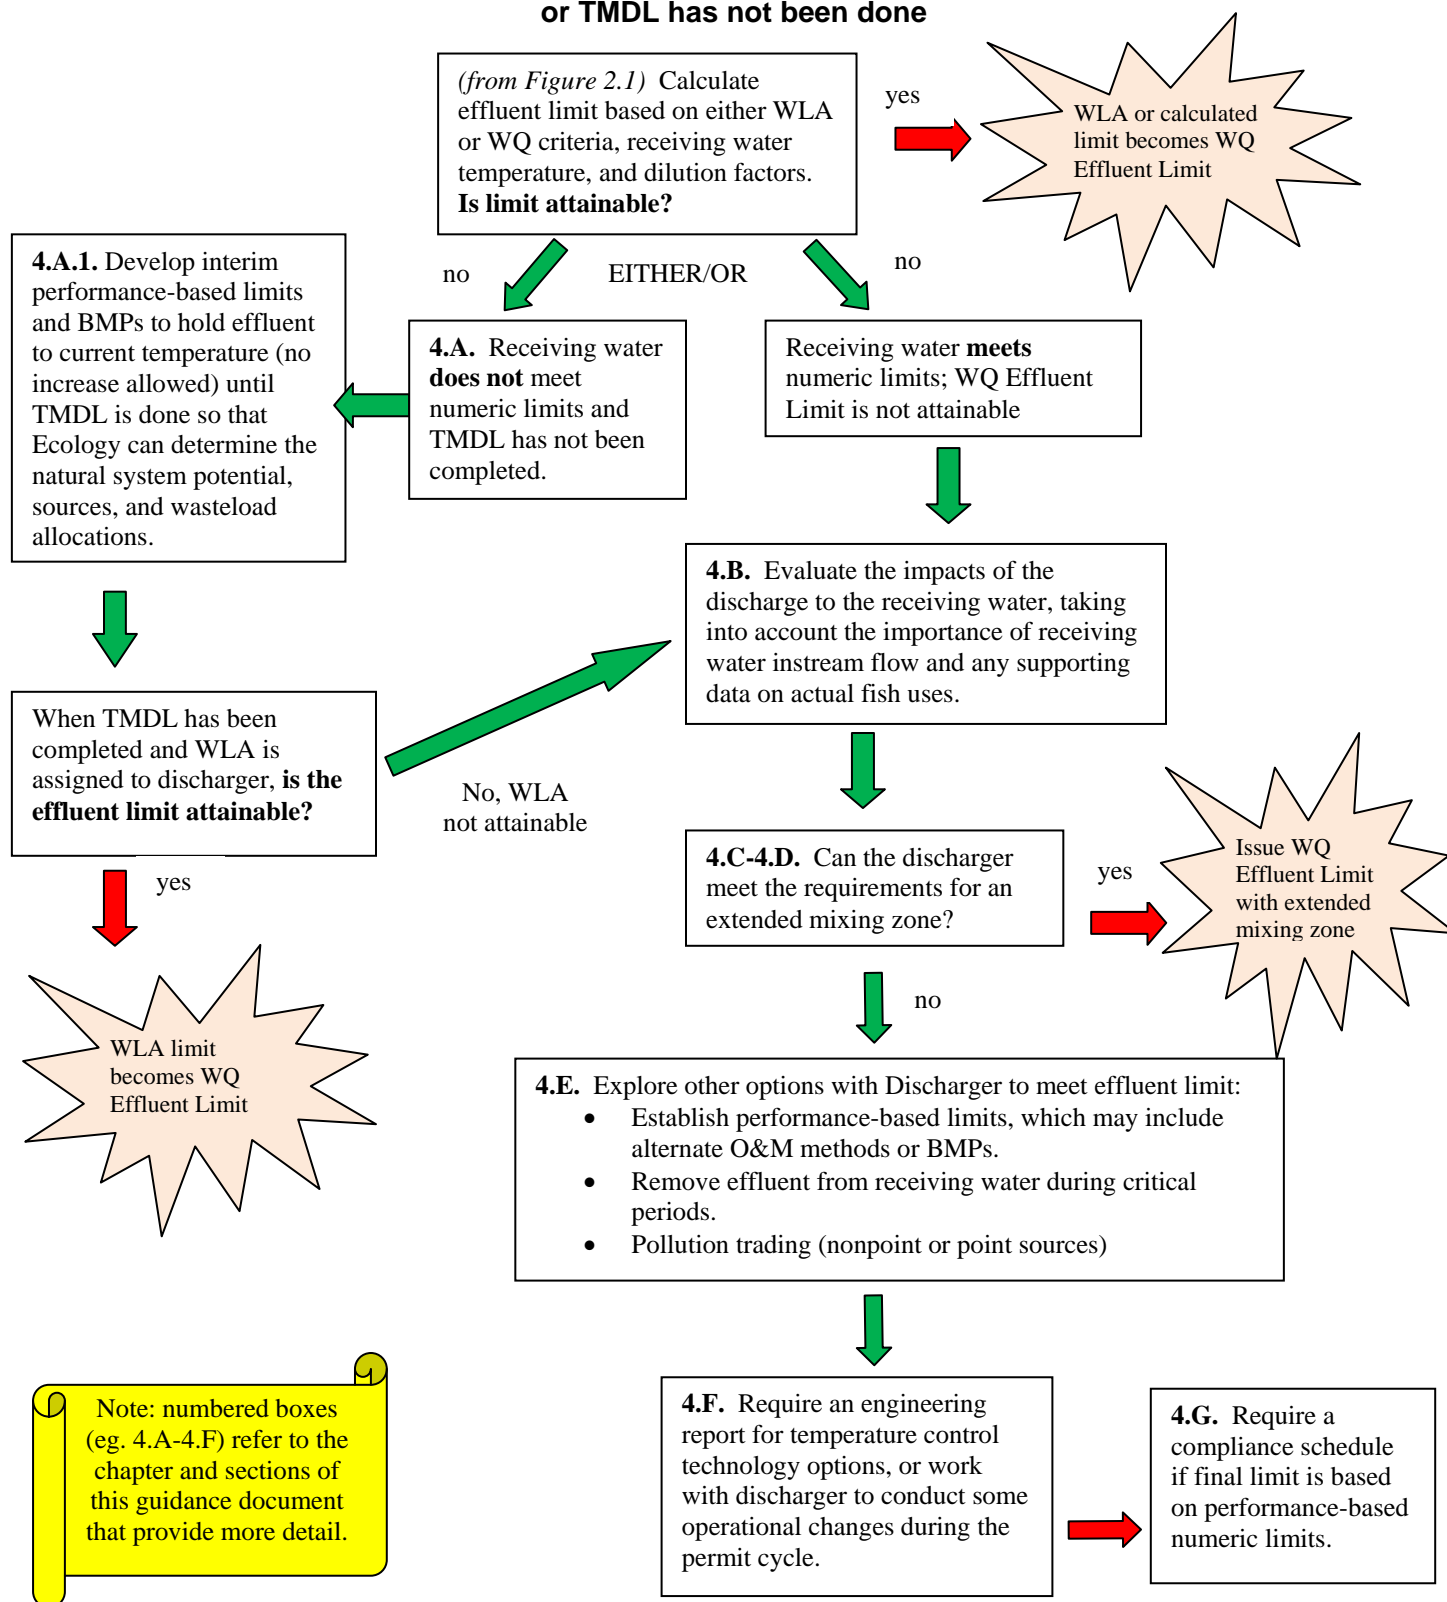 or TMDL has not been done
(from Figure 2.1) Calculate
effluent limit based on either WLA
or WQ criteria, receiving water
temperature, and dilution factors.
Is limit attainable?
yes
WLA or calculated
limit becomes WQ
Effluent Limit
no
EITHER/OR
no
4.A.1. Develop interim
performance-based limits
and BMPs to hold effluent
to current temperature (no
increase allowed) until
TMDL is done so that
Ecology can determine the
natural system potential,
sources, and wasteload
allocations.
4.A. Receiving water
does not meet
numeric limits and
TMDL has not been
completed.
Receiving water meets
numeric limits; WQ Effluent
Limit is not attainable
4.B. Evaluate the impacts of the
discharge to the receiving water, taking
into account the importance of receiving
water instream flow and any supporting
data on actual fish uses.
When TMDL has been
completed and WLA is
assigned to discharger, is the
effluent limit attainable?
No, WLA
not attainable
yes
4.C-4.D. Can the discharger
meet the requirements for an
extended mixing zone?
yes
Issue WQ
Effluent Limit
with extended
mixing zone
no
WLA limit
becomes WQ
Effluent Limit
4.E. Explore other options with Discharger to meet effluent limit:
• Establish performance-based limits, which may include
alternate O&M methods or BMPs.
• Remove effluent from receiving water during critical
periods.
• Pollution trading (nonpoint or point sources)
Note: numbered boxes
(eg. 4.A-4.F) refer to the
chapter and sections of
this guidance document
that provide more detail.
4.F. Require an engineering
report for temperature control
technology options, or work
with discharger to conduct some
operational changes during the
permit cycle.
4.G. Require a
compliance schedule
if final limit is based
on performance-based
numeric limits.